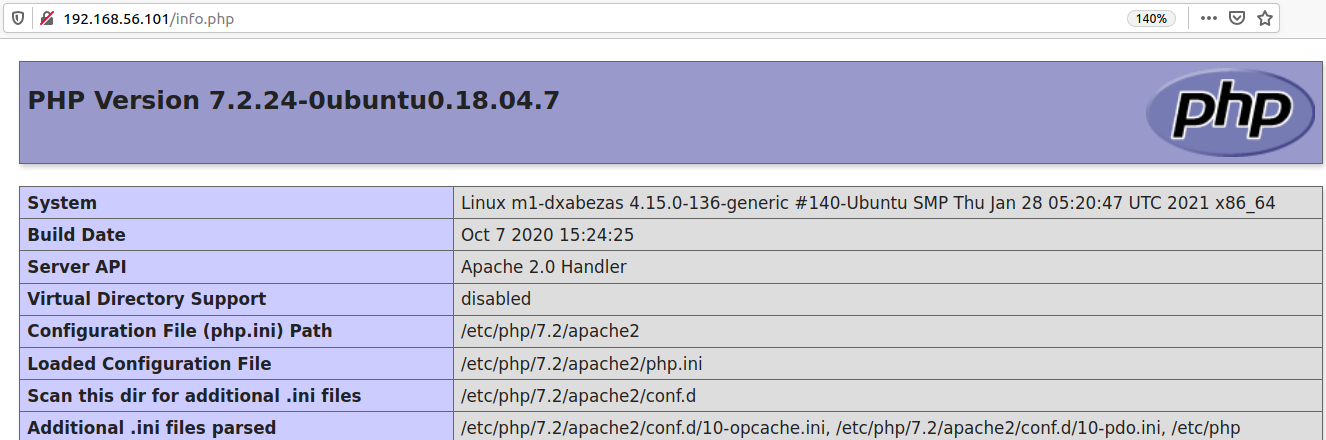 192.168.56.101/info.php 140%
PHP Version 7.2.24-0ubuntu0.18.04.7 php
System Linux m1-dxabezas 4.15.0-136-generic #140-Ubuntu SMP Thu Jan 28 05:20:47 UTC 2021 x86_64
Build Date Oct 7 2020 15:24:25
Server API Apache 2.0 Handler
Virtual Directory Support disabled
Configuration File (php.ini) Path /etc/php/7.2/apache2
Loaded Configuration File /etc/php/7.2/apache2/php.ini
Scan this dir for additional .ini files /etc/php/7.2/apache2/conf.d
Additional .ini files parsed /etc/php/7.2/apache2/conf.d/10-opcache.ini, /etc/php/7.2/apache2/conf.d/10-pdo.ini, /etc/php